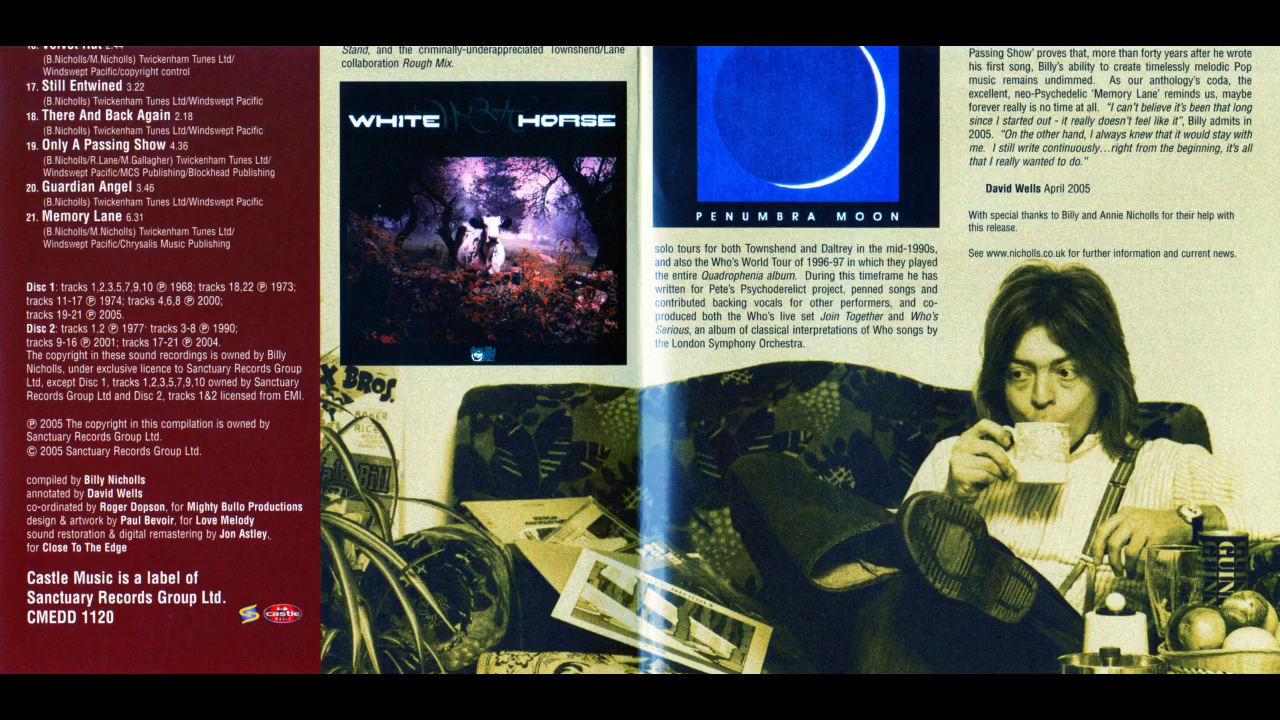 16. Velvet Hat 2.44
(B.Nicholls/M.Nicholls) Twickenham Tunes Ltd/
Windswept Pacific/copyright control
17. Still Entwined 3.22
(B.Nicholls) Twickenham Tunes Ltd/Windswept Pacific
18. There And Back Again 2.18
(B.Nicholls) Twickenham Tunes Ltd/Windswept Pacific
19. Only A Passing Show 4.36
(B.Nicholls/R.Lane/M.Gallagher) Twickenham Tunes Ltd/
Windswept Pacific/MCS Publishing/Blockhead Publishing
20. Guardian Angel 3.46
(B.Nicholls) Twickenham Tunes Ltd/Windswept Pacific
21. Memory Lane 6.31
(B.Nicholls/M.Nicholls) Twickenham Tunes Ltd/
Windswept Pacific/Chrysalis Music Publishing
Disc 1: tracks 1,2,3,5,7,9,10 ℗ 1968; tracks 18,22 ℗ 1973;
tracks 11-17 ℗ 1974; tracks 4,6,8 ℗ 2000;
tracks 19-21 ℗ 2005.
Disc 2: tracks 1,2 ℗ 1977· tracks 3-8 ℗ 1990;
tracks 9-16 ℗ 2001; tracks 17-21 ℗ 2004.
The copyright in these sound recordings is owned by Billy
Nicholls, under exclusive licence to Sanctuary Records Group
Ltd, except Disc 1, tracks 1,2,3,5,7,9,10 owned by Sanctuary
Records Group Ltd and Disc 2, tracks 1&2 licensed from EMI.
℗ 2005 The copyright in this compilation is owned by
Sanctuary Records Group Ltd.
© 2005 Sanctuary Records Group Ltd.
compiled by Billy Nicholls
annotated by David Wells
co-ordinated by Roger Dopson, for Mighty Bullo Productions
design & artwork by Paul Bevoir, for Love Melody
sound restoration & digital remastering by Jon Astley,
for Close To The Edge
Castle Music is a label of
Sanctuary Records Group Ltd.
CMEDD 1120
castle
MUSIC
Stand, and the criminally-underappreciated Townshend/Lane
collaboration Rough Mix.
WHITE HORSE
PENUMBRA MOON
solo tours for both Townshend and Daltrey in the mid-1990s,
and also the Who's World Tour of 1996-97 in which they played
the entire Quadrophenia album. During this timeframe he has
written for Pete's Psychoderelict project, penned songs and
contributed backing vocals for other performers, and co-
produced both the Who's live set Join Together and Who's
Serious, an album of classical interpretations of Who songs by
the London Symphony Orchestra.
Passing Show' proves that, more than forty years after he wrote
his first song, Billy's ability to create timelessly melodic Pop
music remains undimmed. As our anthology's coda, the
excellent, neo-Psychedelic 'Memory Lane' reminds us, maybe
forever really is no time at all. "I can't believe it's been that long
since I started out - it really doesn't feel like it", Billy admits in
2005. "On the other hand, I always knew that it would stay with
me. I still write continuously...right from the beginning, it's all
that I really wanted to do."
David Wells April 2005
With special thanks to Billy and Annie Nicholls for their help with
this release.
See www.nicholls.co.uk for further information and current news.
X BROS
BAKER
RICE
GUIN